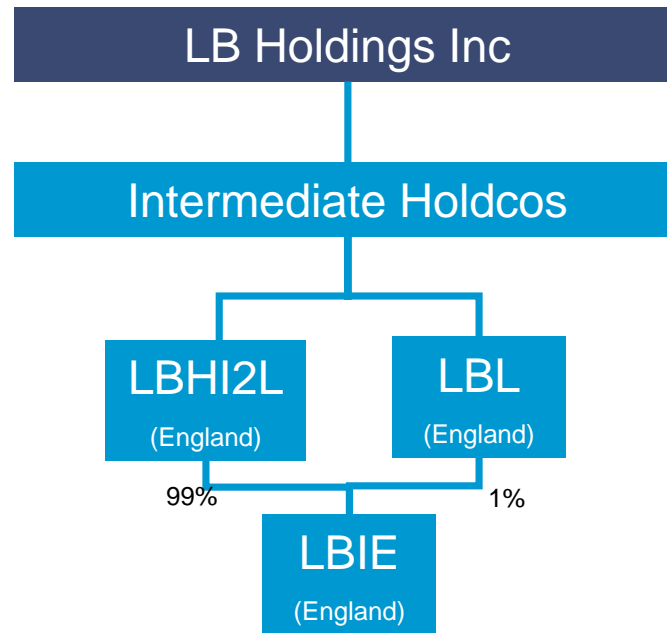 LB Holdings Inc
Intermediate Holdcos
LBHI2L
(England)
LBL
(England)
99%
1%
LBIE
(England)